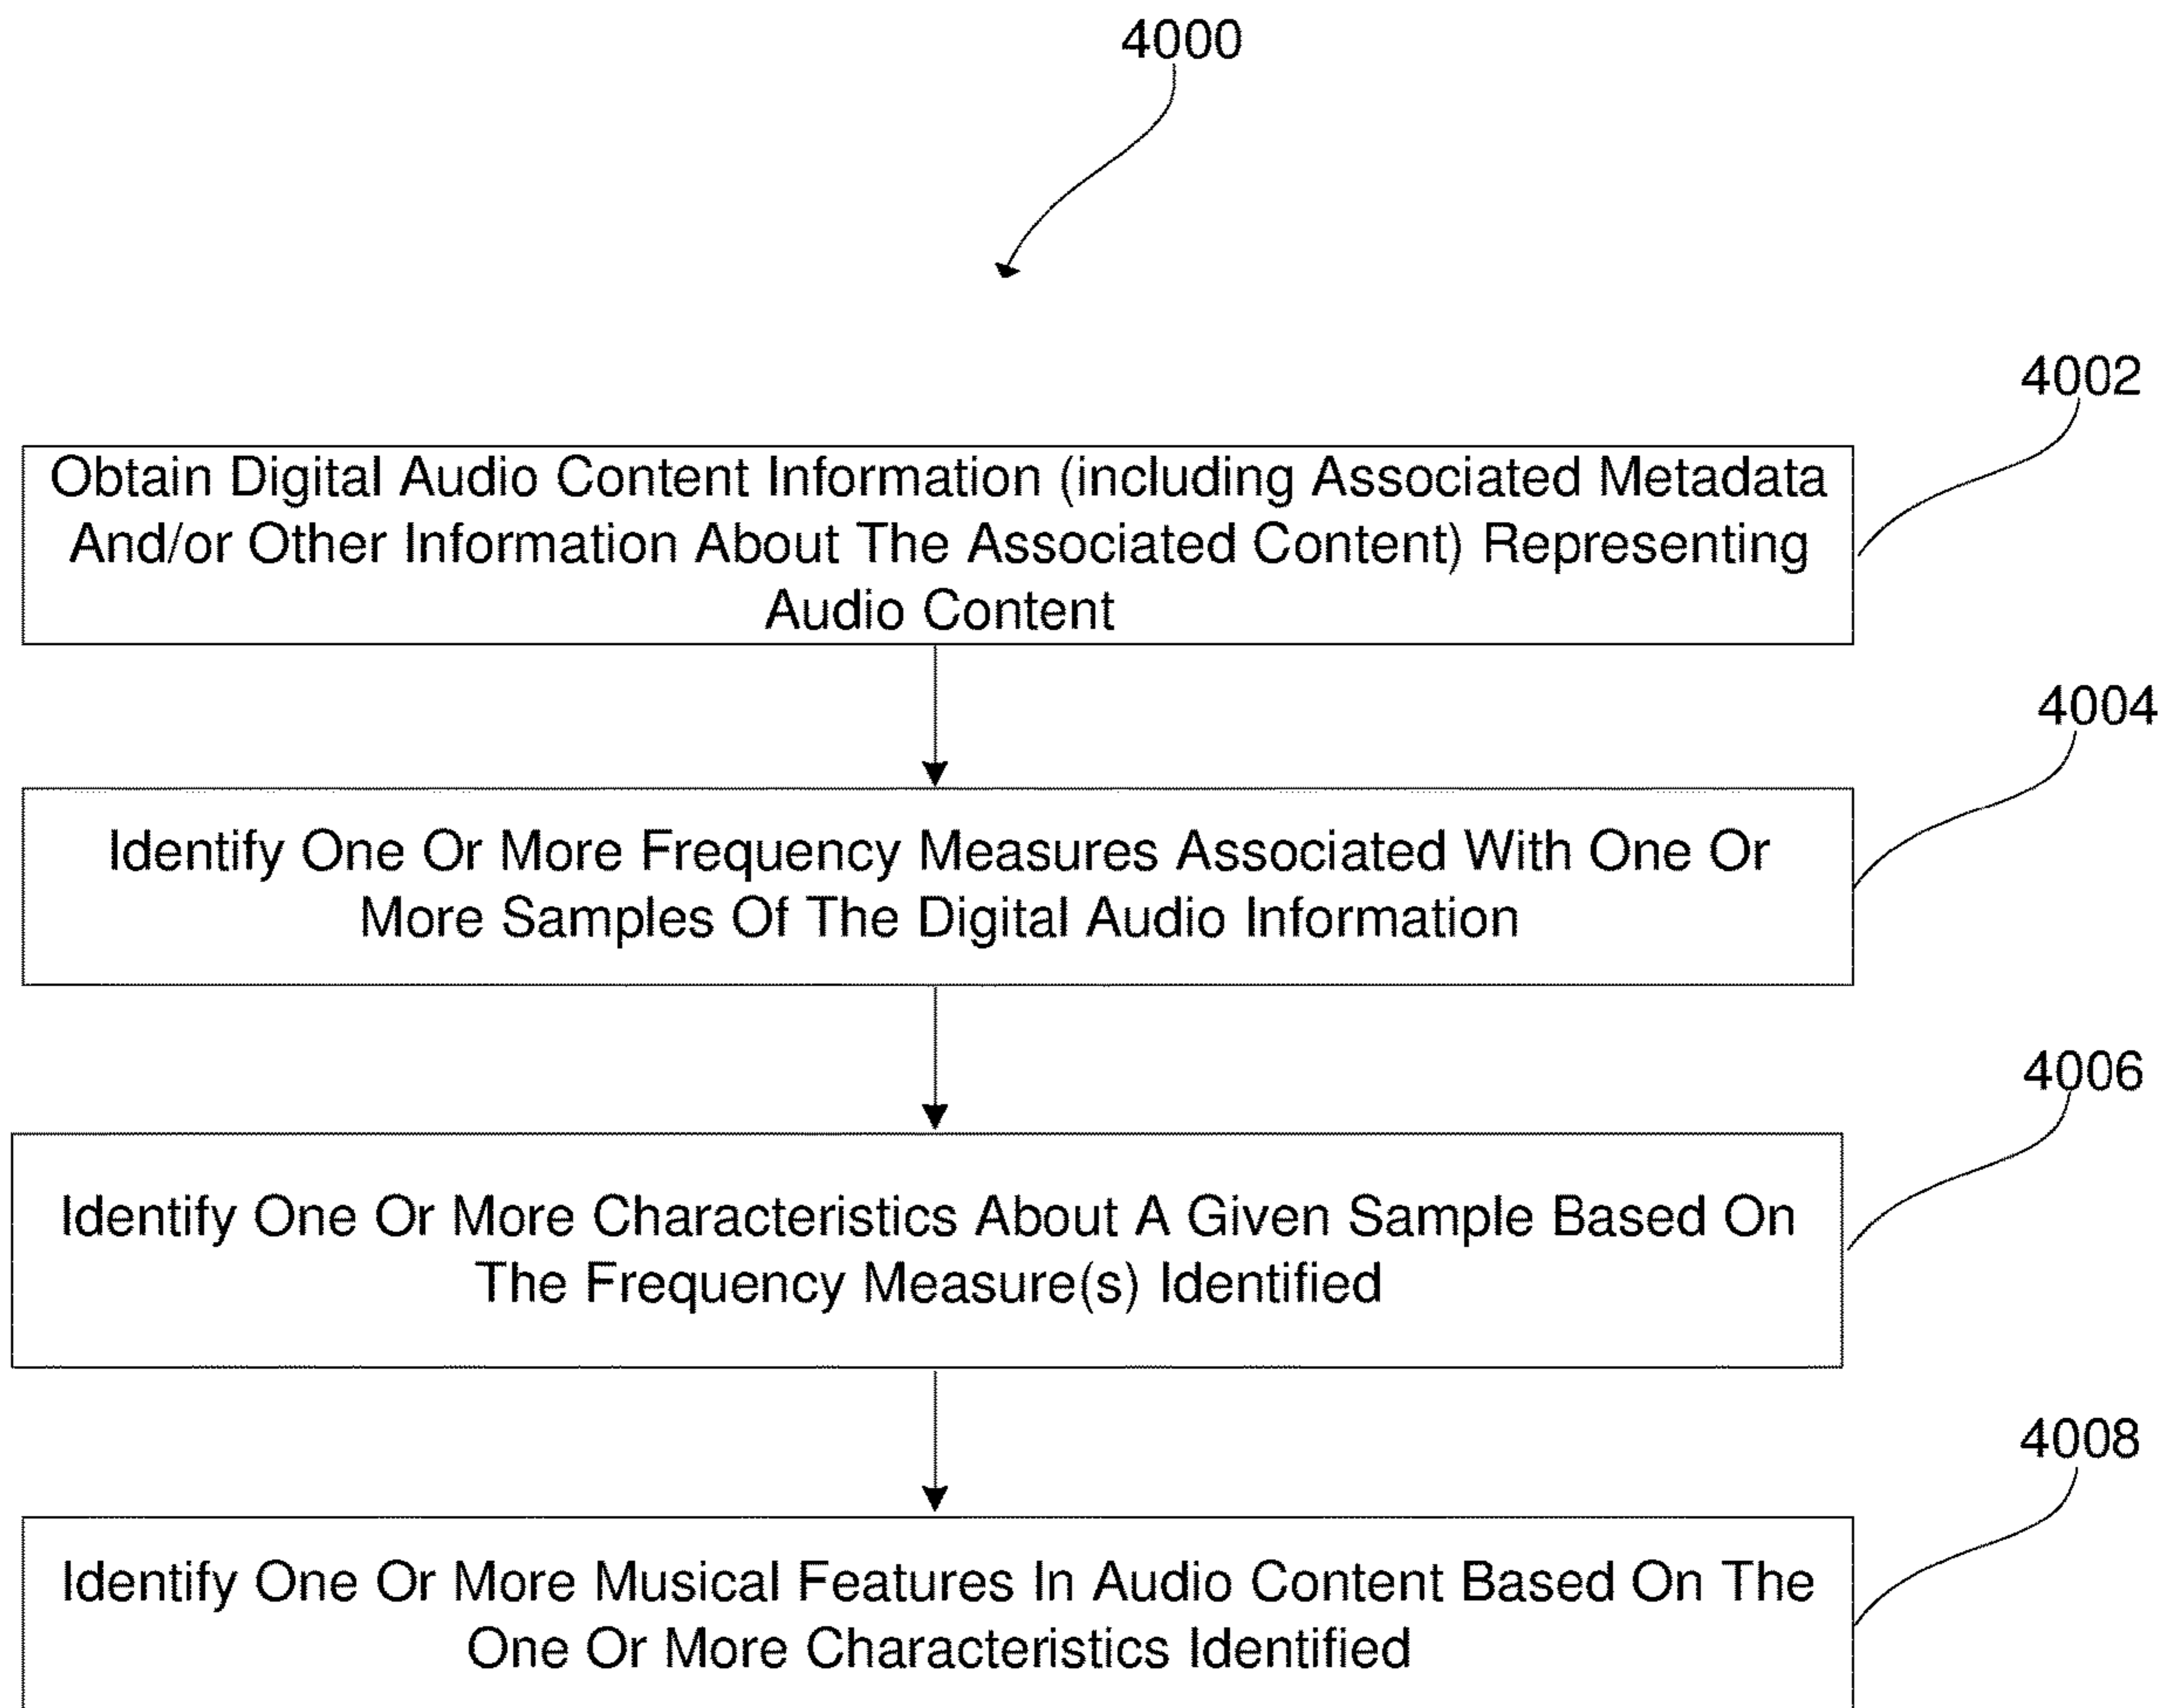 4000
4002
Obtain Digital Audio Content Information (including Associated Metadata
And/or Other Information About The Associated Content) Representing
Audio Content
4004
Identify One Or More Frequency Measures Associated With One Or
More Samples Of The Digital Audio Information
4006
Identify One Or More Characteristics About A Given Sample Based On
The Frequency Measure(s) Identified
4008
Identify One Or More Musical Features In Audio Content Based On The
One Or More Characteristics Identified